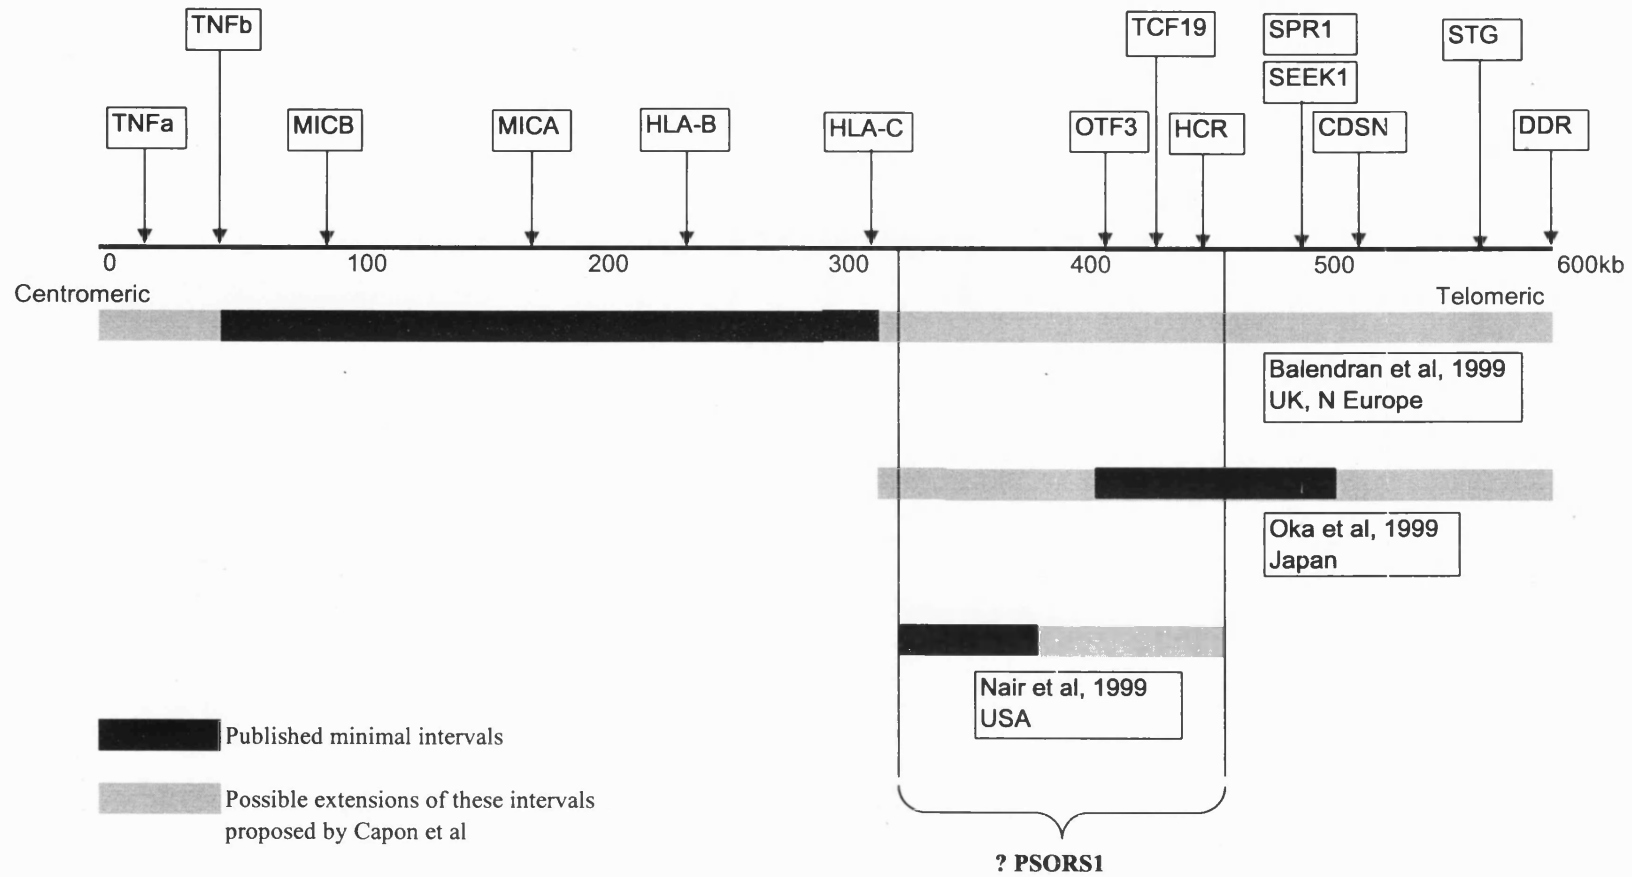 TNFb
TCF19
SPR1
STG
SEEK1
TNFa
MICB
MICA
HLA-B
HLA-C
OTF3
HCR
CDSN
DDR
0 100 200 300 400 500 600kb
Centromeric
Telomeric
Balendran et al, 1999
UK, N Europe
Oka et al, 1999
Japan
Nair et al, 1999
USA
Published minimal intervals
Possible extensions of these intervals
proposed by Capon et al
? PSORS1